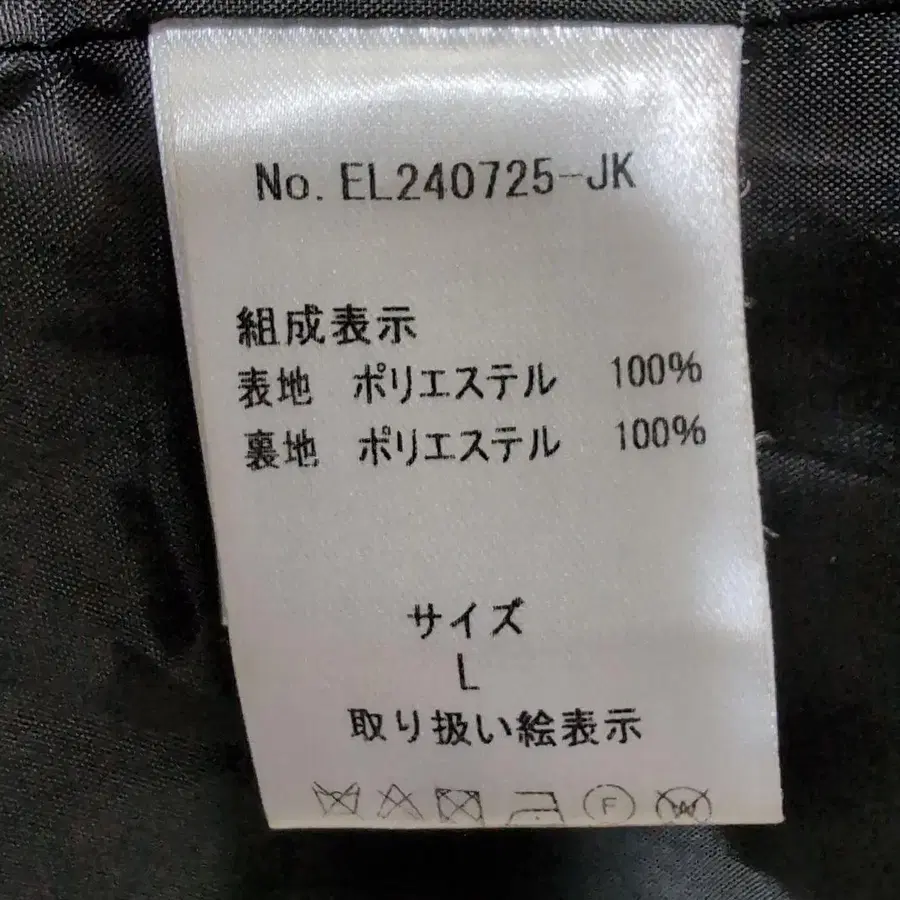 No. EL240725-JK
組成表示
表地 ポリエステル 100%
裏地 ポリエステル 100%
サイズ
L
取り扱い絵表示
F
W